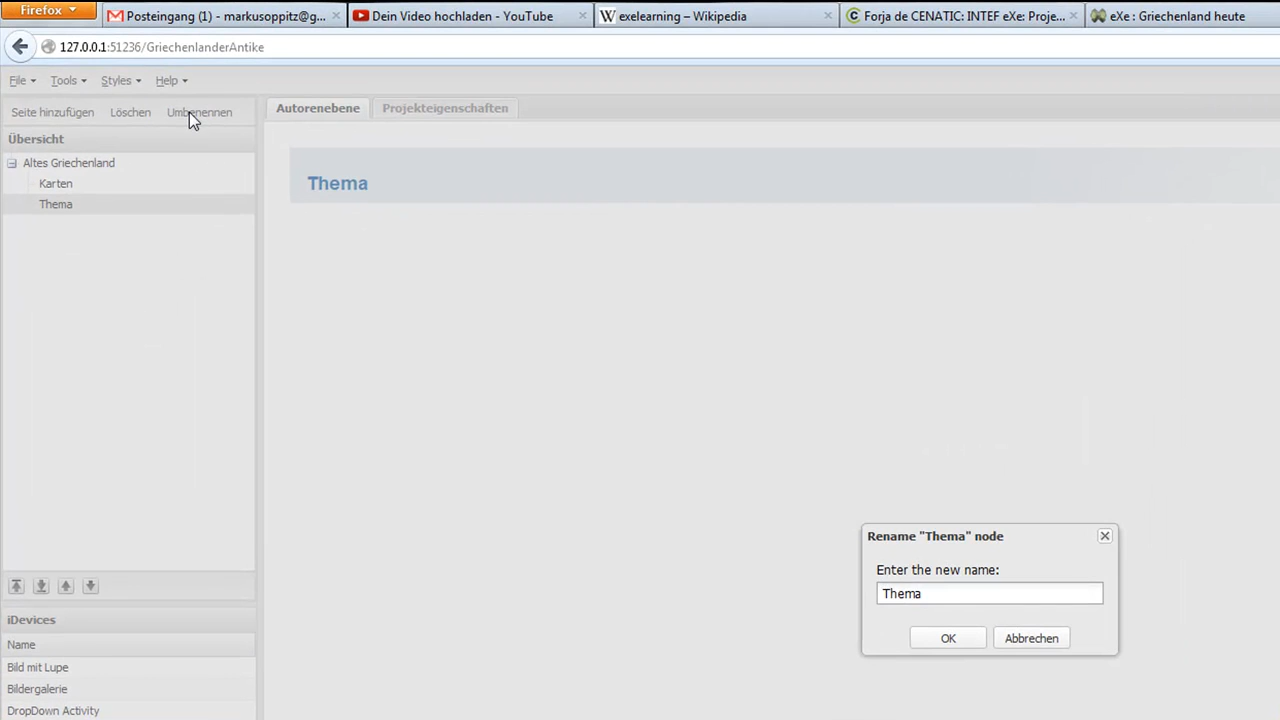 Firefox
Posteingang (1) - markusoppitz@g...
Dein Video hochladen - YouTube
exelearning – Wikipedia
Forja de CENATIC: INTEF eXe: Proje...
eXe : Griechenland heute
127.0.0.1:51236/GriechenlanderAntike
File Tools Styles Help
Seite hinzufügen Löschen Umbenennen
Autorenebene Projekteigenschaften
Übersicht
Altes Griechenland
Karten
Thema
Thema
Rename "Thema" node
Enter the new name:
Thema
OK Abbrechen
iDevices
Name
Bild mit Lupe
Bildergalerie
DropDown Activity